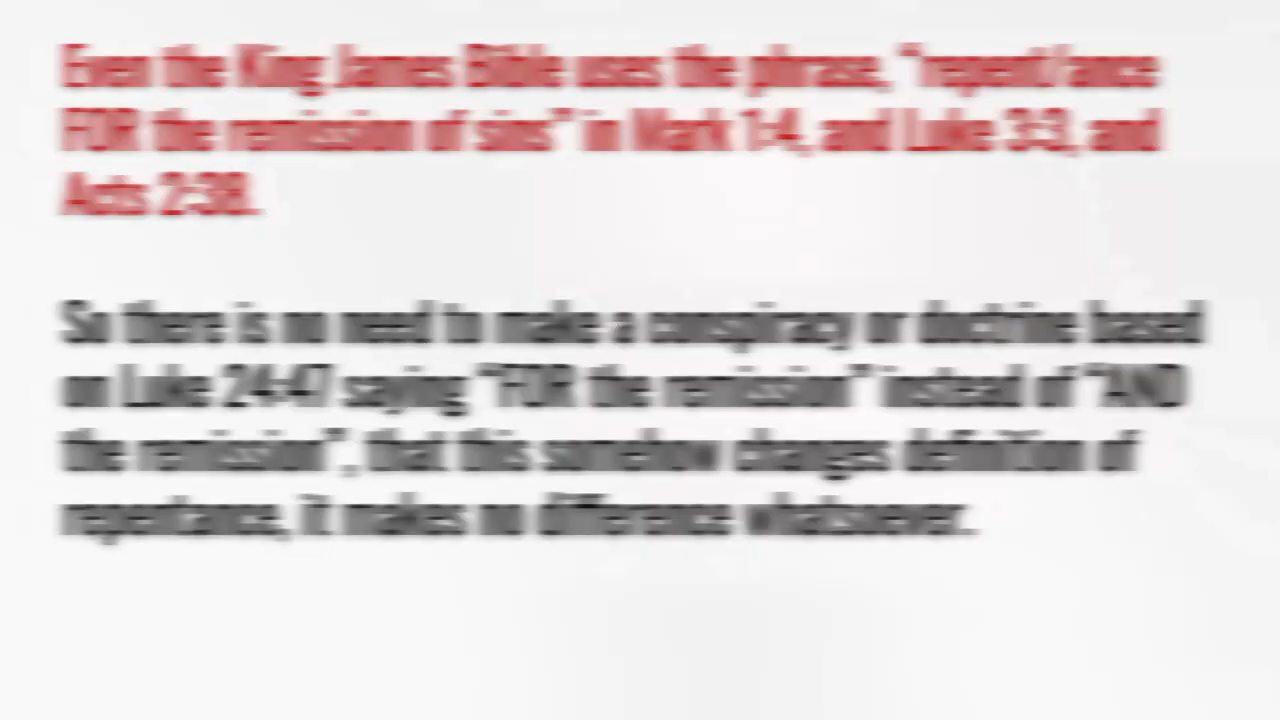 Even the King James Bible uses the phrase, "repent/ance
FOR the remission of sins" in Mark 1:4, and Luke 3:3, and
Acts 2:38.
So there is no need to make a conspiracy or doctrine based
on Luke 24:47 saying "FOR the remission" instead of "AND
the remission", that this somehow changes definition of
repentance, it makes no difference whatsoever.